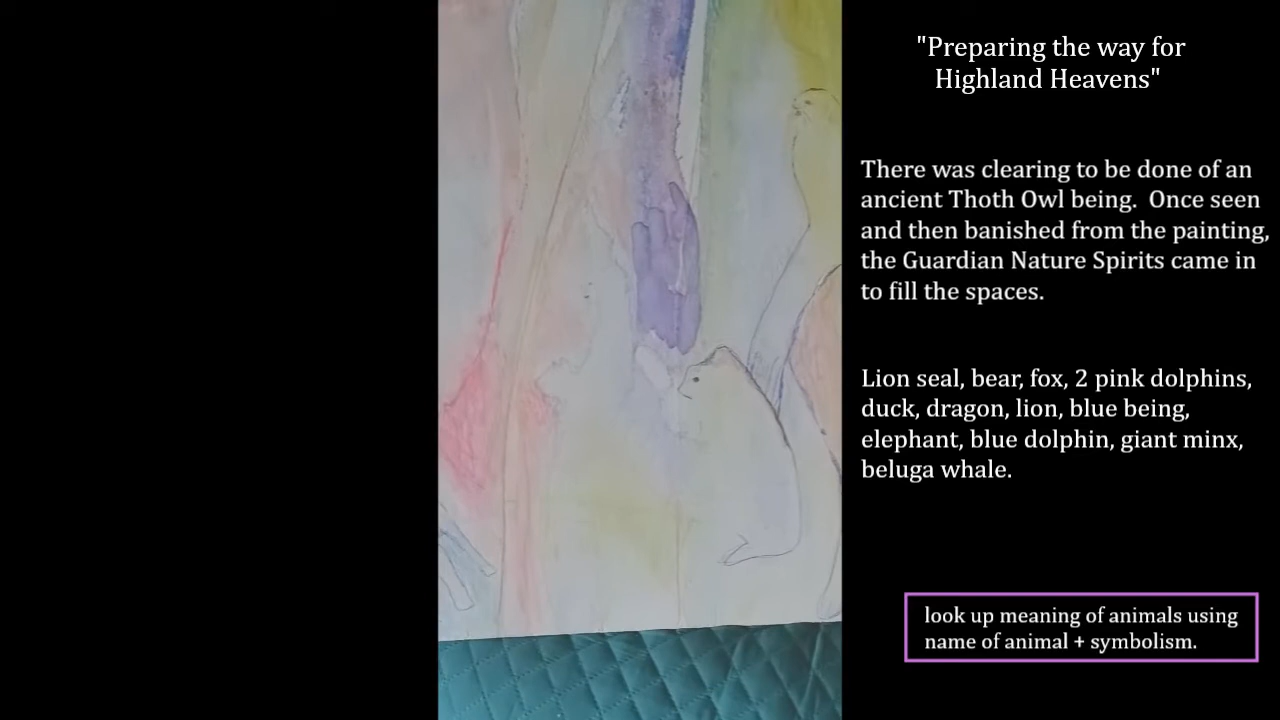 "Preparing the way for
Highland Heavens"
There was clearing to be done of an
ancient Thoth Owl being.  Once seen
and then banished from the painting,
the Guardian Nature Spirits came in
to fill the spaces.
Lion seal, bear, fox, 2 pink dolphins,
duck, dragon, lion, blue being,
elephant, blue dolphin, giant minx,
beluga whale.
look up meaning of animals using
name of animal + symbolism.